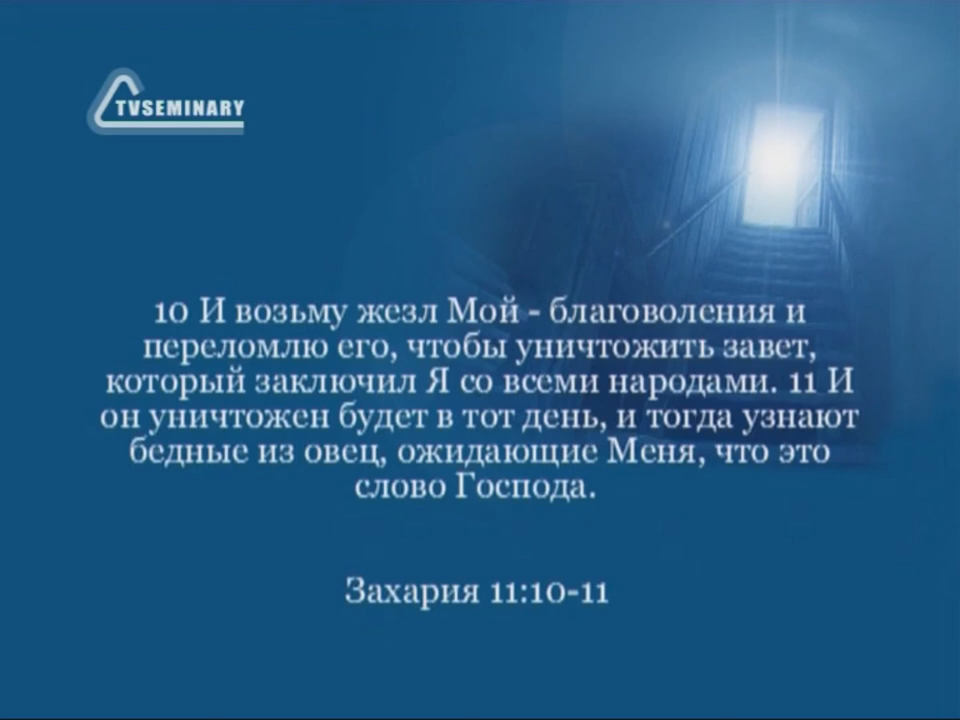 TVSEMINARY
10 И возьму жезл Мой - благоволения и
переломлю его, чтобы уничтожить завет,
который заключил Я со всеми народами. 11 И
он уничтожен будет в тот день, и тогда узнают
бедные из овец, ожидающие Меня, что это
слово Господа.
Захария 11:10-11